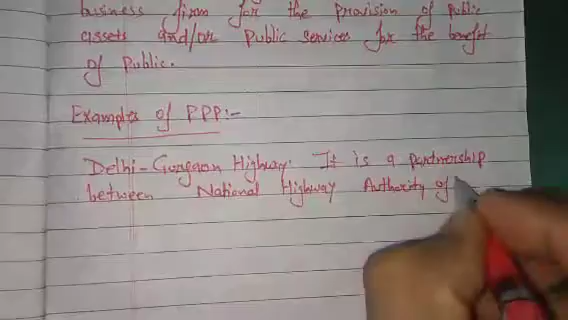 business firm for the provision of public
assets and/or Public services for the benefit
of Public.
Examples of PPP:-
Delhi-Gurgaon Highway. It is a partnership
between National Highway Authority of